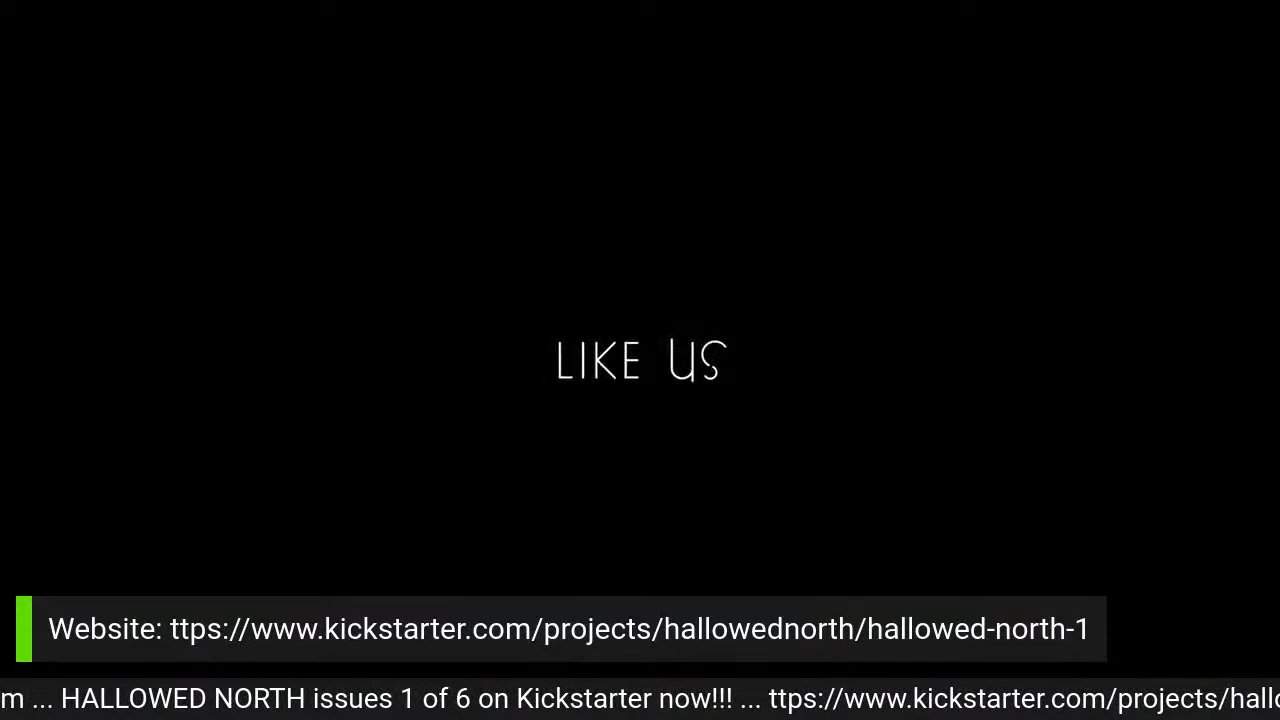 LIKE US
Website: ttps://www.kickstarter.com/projects/hallowednorth/hallowed-north-1
m ... HALLOWED NORTH issues 1 of 6 on Kickstarter now!!! ... ttps://www.kickstarter.com/projects/hall